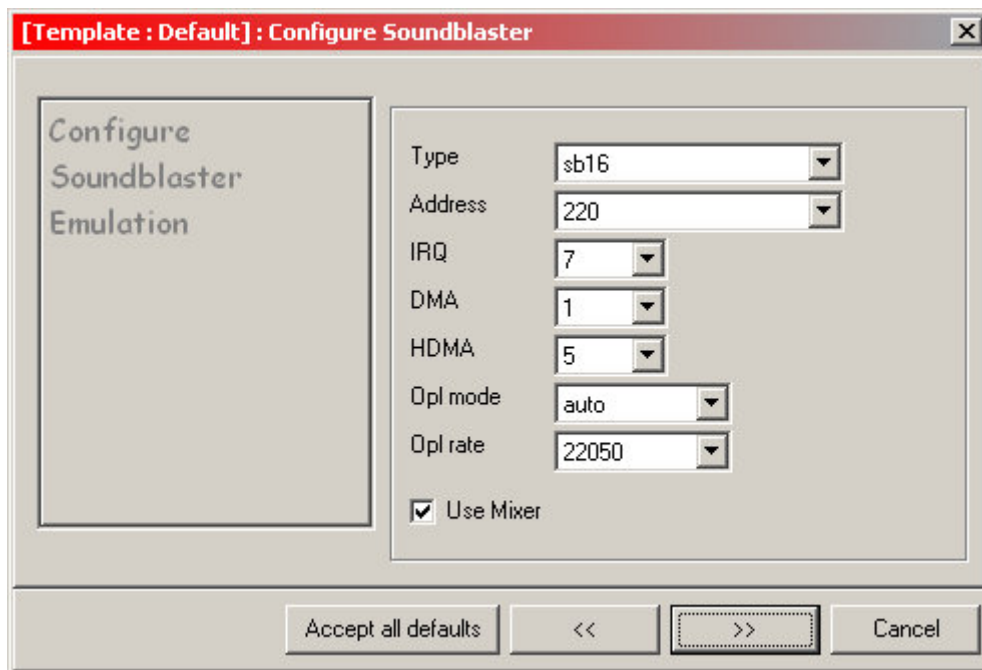 [Template : Default] : Configure Soundblaster
Configure
Soundblaster
Emulation
Type sb16
Address 220
IRQ 7
DMA 1
HDMA 5
Opl mode auto
Opl rate 22050
Use Mixer
Accept all defaults << >> Cancel